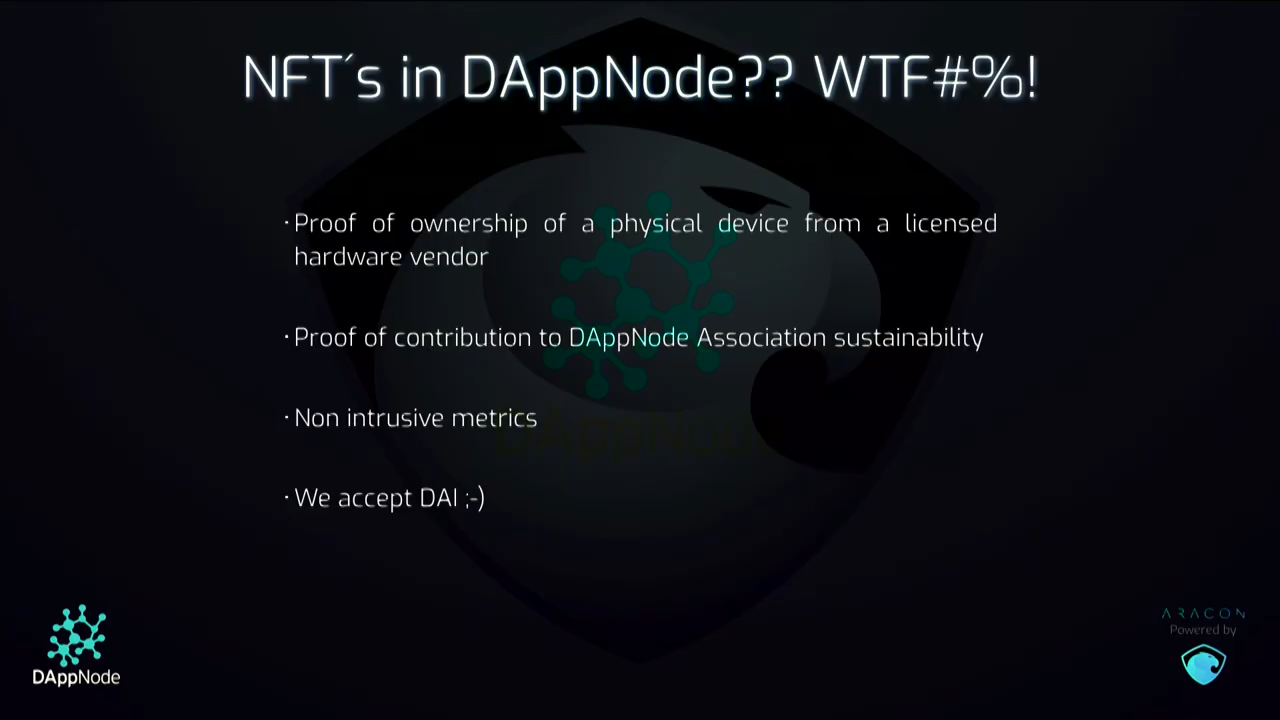 NFT´s in DAppNode?? WTF#%!
· Proof of ownership of a physical device from a licensed
hardware vendor
· Proof of contribution to DAppNode Association sustainability
· Non intrusive metrics
DAppNode
· We accept DAI ;-)
DAppNode
ARACON
Powered by